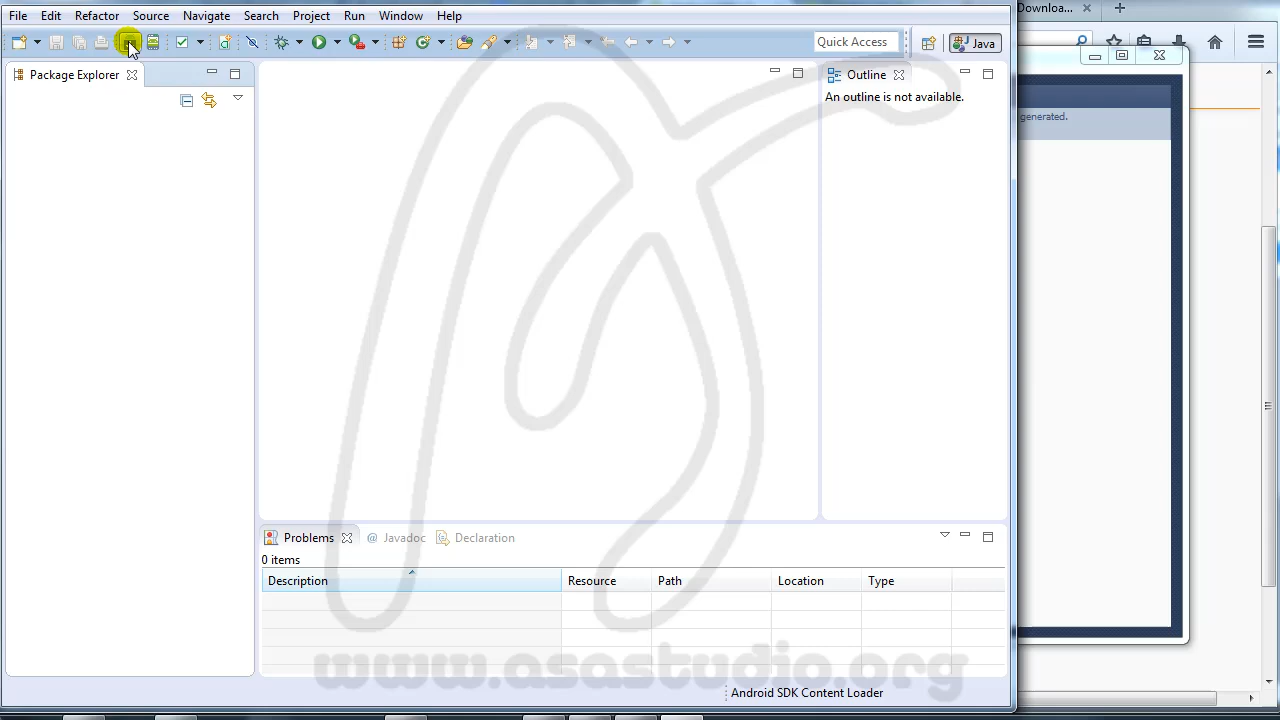 File Edit Refactor Source Navigate Search Project Run Window Help
Downloa...
Quick Access
Java
Package Explorer
Outline
An outline is not available.
generated.
Problems
@ Javadoc
Declaration
0 items
Description Resource Path Location Type
www.asastudio.org
Android SDK Content Loader